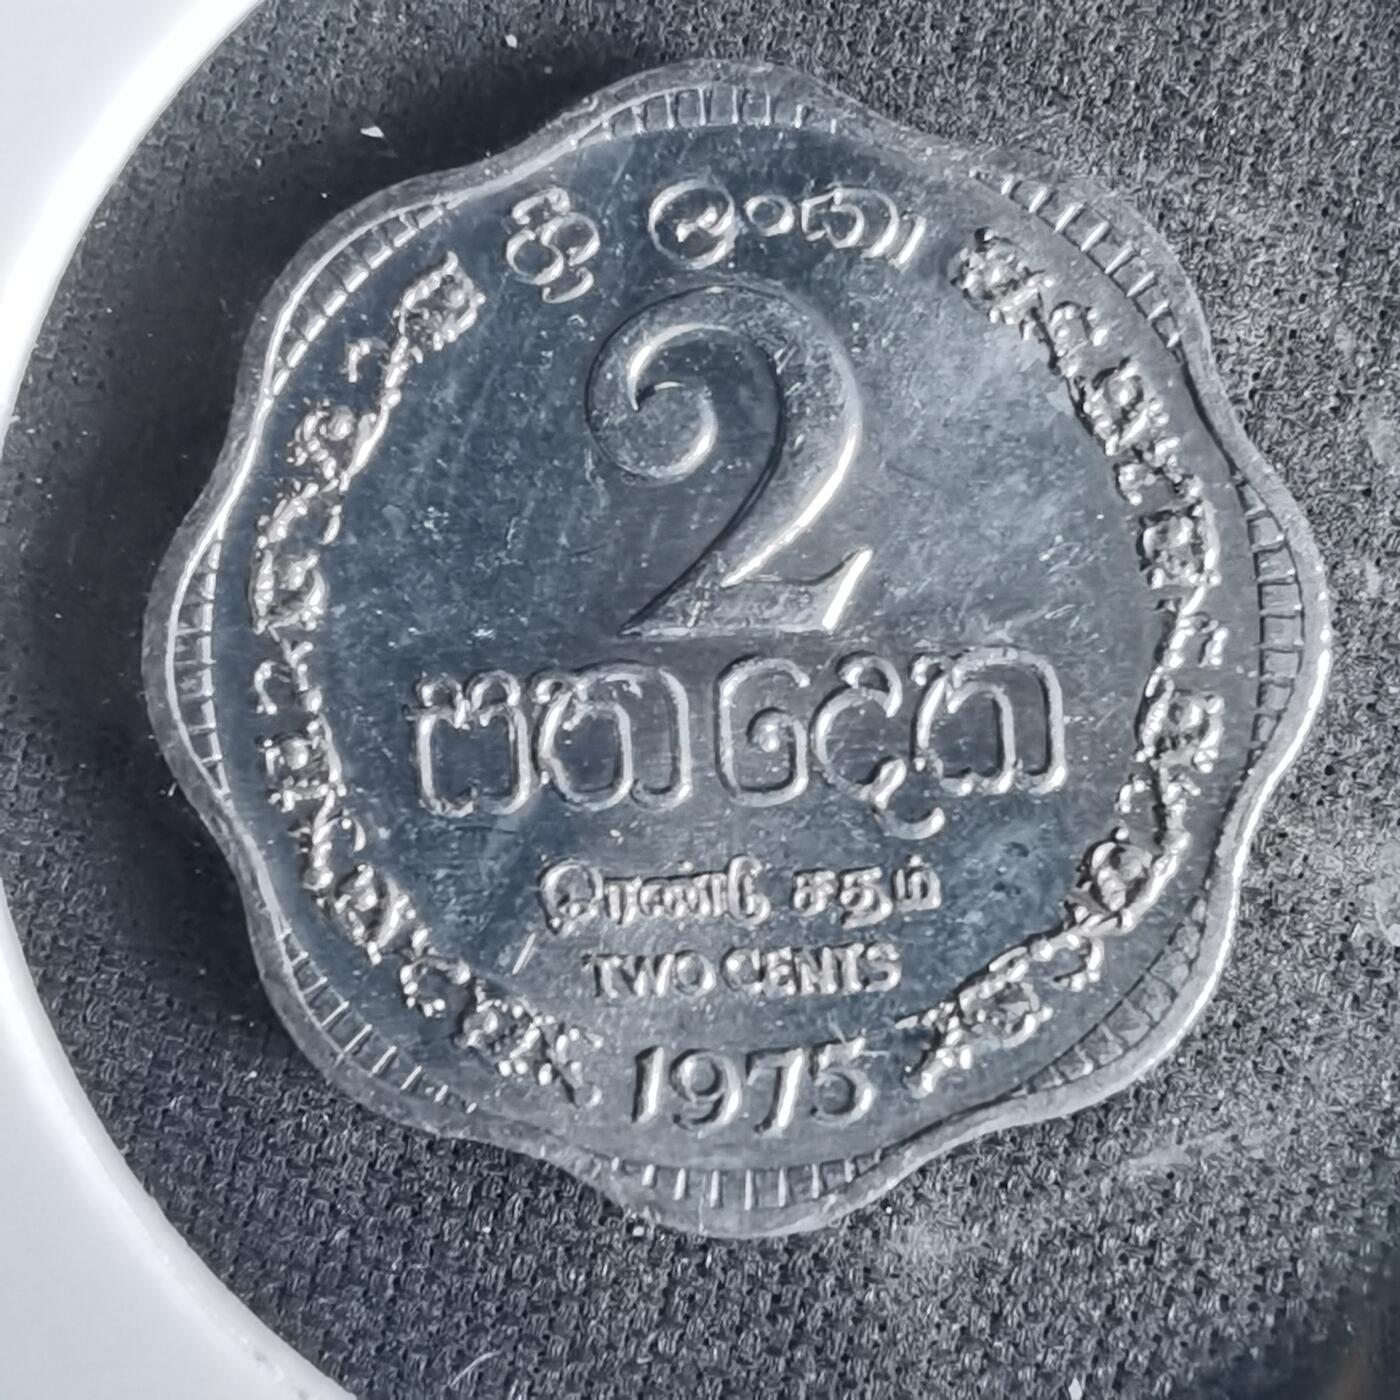 ශ්‍රී ලංකා
2
සත දෙක
இரண்டு சதம்
TWO CENTS
1975